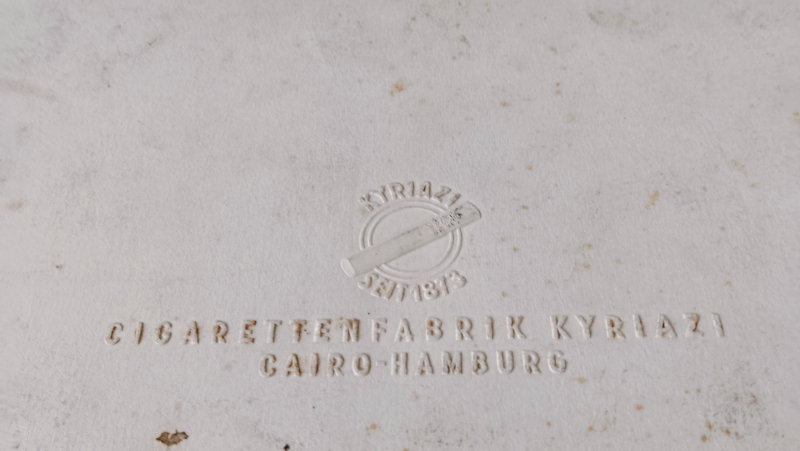 KYRIAZI
SEIT 1873
CIGARETTENFABRIK KYRIAZI
CAIRO-HAMBURG